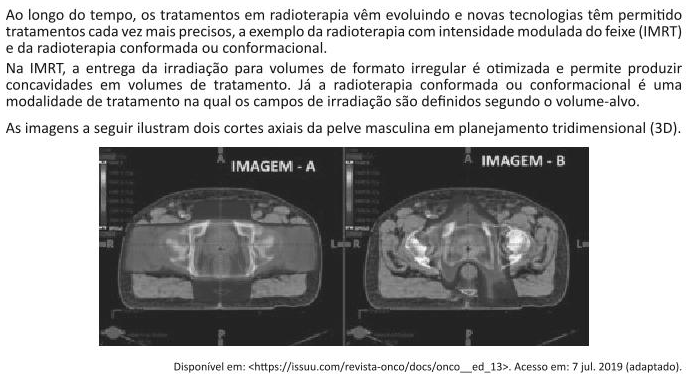 Ao longo do tempo, os tratamentos em radioterapia vêm evoluindo e novas tecnologias têm permitido
tratamentos cada vez mais precisos, a exemplo da radioterapia com intensidade modulada do feixe (IMRT)
e da radioterapia conformada ou conformacional.
Na IMRT, a entrega da irradiação para volumes de formato irregular é otimizada e permite produzir
concavidades em volumes de tratamento. Já a radioterapia conformada ou conformacional é uma
modalidade de tratamento na qual os campos de irradiação são definidos segundo o volume-alvo.
As imagens a seguir ilustram dois cortes axiais da pelve masculina em planejamento tridimensional (3D).
A IMAGEM - A
A IMAGEM - B
R L R L
P P
Disponível em: <https://issuu.com/revista-onco/docs/onco__ed_13>. Acesso em: 7 jul. 2019 (adaptado).